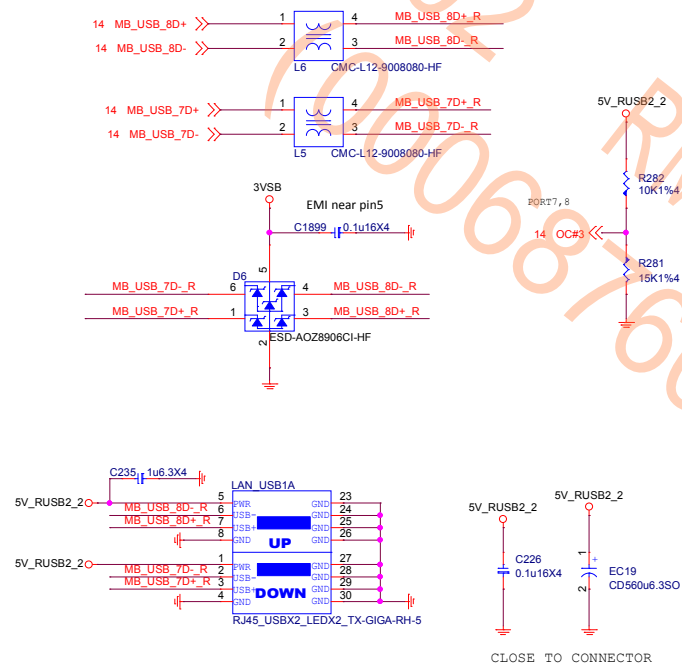 14 MB_USB_8D+
1
4
MB_USB_8D+_R
14 MB_USB_8D-
2
3
MB_USB_8D-_R
L6 CMC-L12-9008080-HF
14 MB_USB_7D+
1
4
MB_USB_7D+_R
14 MB_USB_7D-
2
3
MB_USB_7D-_R
L5 CMC-L12-9008080-HF
5V_RUSB2_2
R282
10K1%4
PORT7,8
14 OC#3
R281
15K1%4
3VSB
EMI near pin5
C1899 0.1u16X4
D6
5
MB_USB_7D-_R
6
4
MB_USB_8D-_R
MB_USB_7D+_R
1
3
MB_USB_8D+_R
2
ESD-AOZ8906CI-HF
C235 1u6.3X4
LAN_USB1A
5V_RUSB2_2
5 PWR GND 23
MB_USB_8D-_R 6 USB- GND 24
MB_USB_8D+_R 7 USB+ GND 25
8 GND GND 26
UP
5V_RUSB2_2
1 PWR GND 27
MB_USB_7D-_R 2 USB- GND 28
MB_USB_7D+_R 3 USB+ GND 29
4 GND GND 30
DOWN
RJ45_USBX2_LEDX2_TX-GIGA-RH-5
5V_RUSB2_2
C226
0.1u16X4
5V_RUSB2_2
1
+
EC19
2
CD560u6.3SO
CLOSE TO CONNECTOR